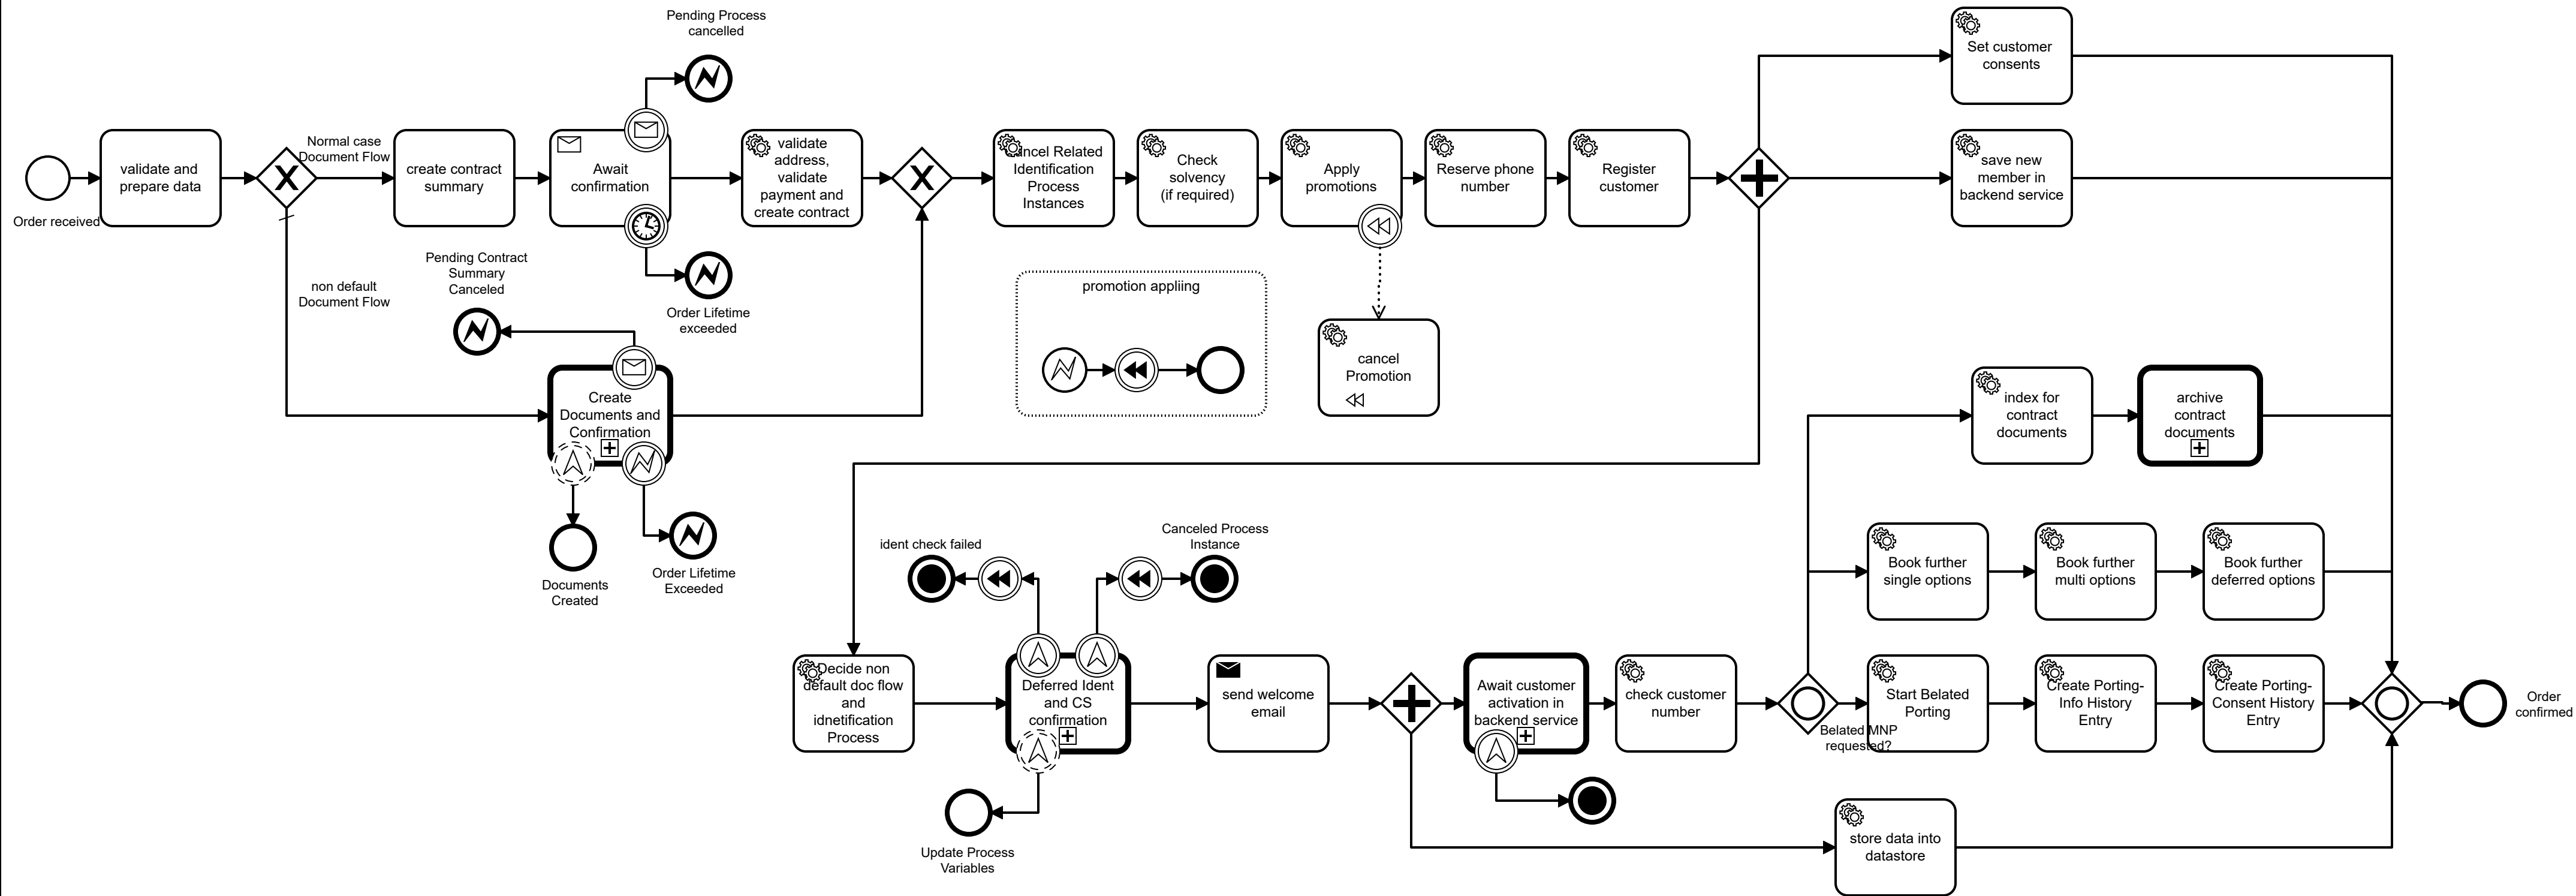 Pending Process
cancelled
Set customer
consents
Order received
validate and
prepare data
Normal case
Document Flow
create contract
summary
Await
confirmation
validate
address,
validate
payment and
create contract
Cancel Related
Identification
Process
Instances
Check
solvency
(if required)
Apply
promotions
Reserve phone
number
Register
customer
save new
member in
backend service
non default
Document Flow
Pending Contract
Summary
Canceled
Order Lifetime
exceeded
promotion appliing
cancel
Promotion
Create
Documents and
Confirmation
index for
contract
documents
archive
contract
documents
Documents
Created
Order Lifetime
Exceeded
ident check failed
Canceled Process
Instance
Book further
single options
Book further
multi options
Book further
deferred options
Decide non
default doc flow
and
idnetification
Process
Deferred Ident
and CS
confirmation
send welcome
email
Await customer
activation in
backend service
check customer
number
Belated MNP
requested?
Start Belated
Porting
Create Porting-
Info History
Entry
Create Porting-
Consent History
Entry
Order
confirmed
Update Process
Variables
store data into
datastore